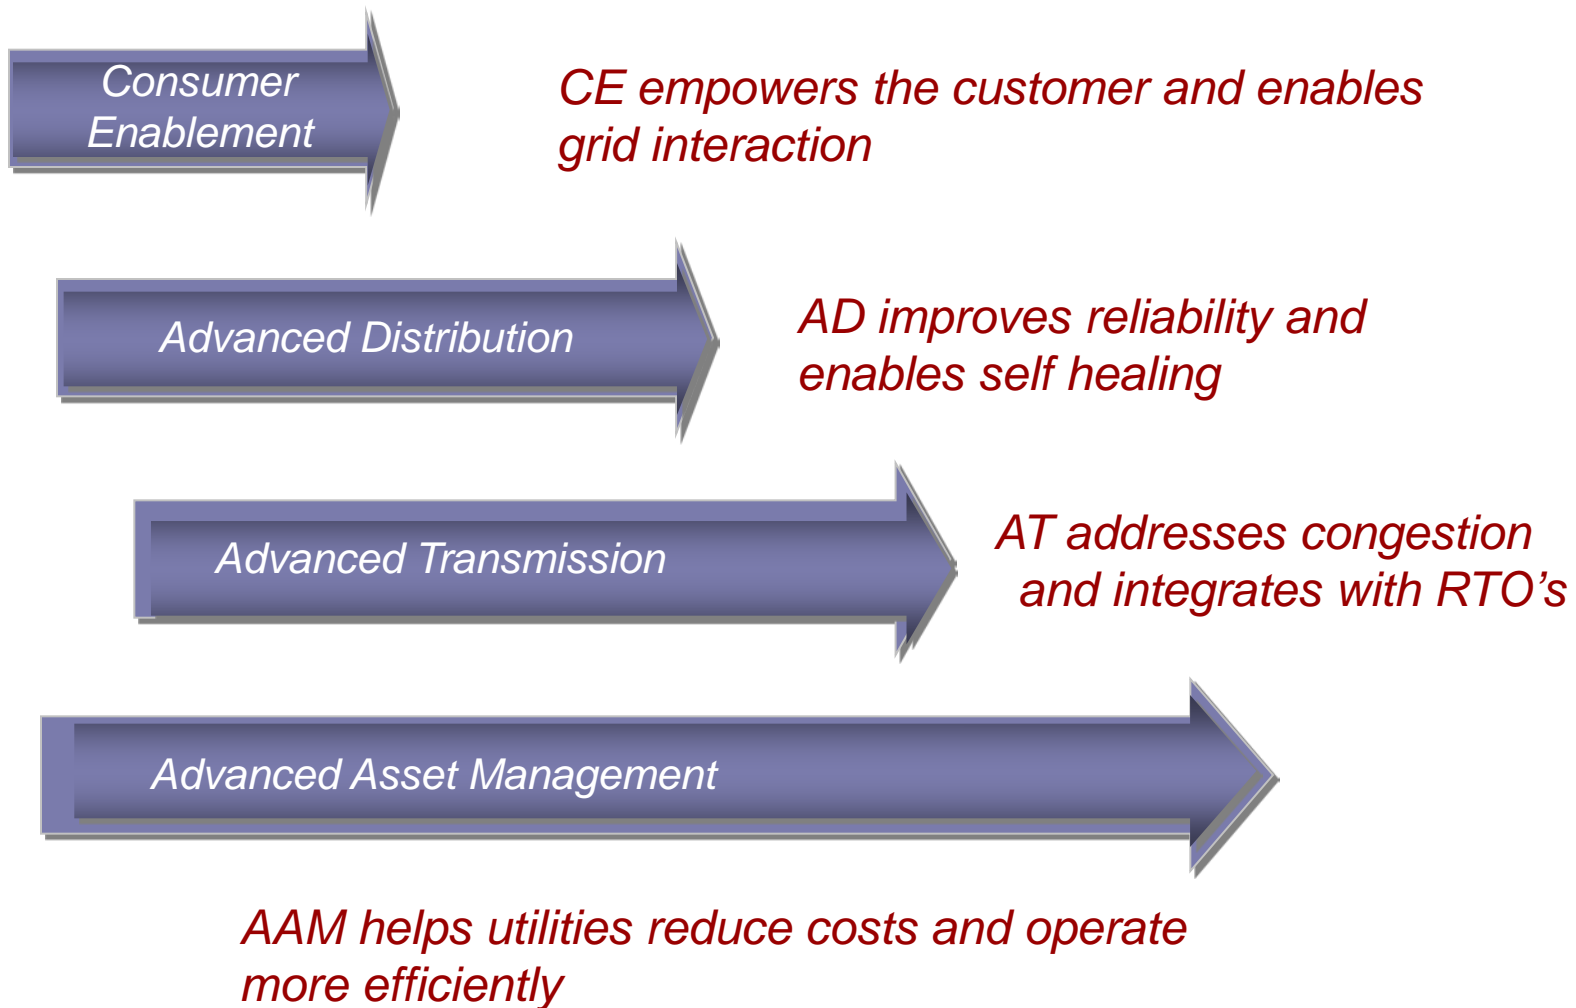 Consumer
Enablement
CE empowers the customer and enables
grid interaction
Advanced Distribution
AD improves reliability and
enables self healing
Advanced Transmission
AT addresses congestion
and integrates with RTO’s
Advanced Asset Management
AAM helps utilities reduce costs and operate
more efficiently